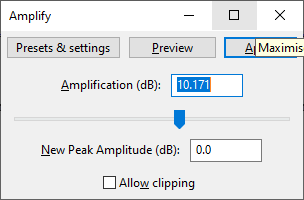 Amplify
Presets & settings Preview A Maximis
Amplification (dB): 10.171
New Peak Amplitude (dB): 0.0
Allow clipping